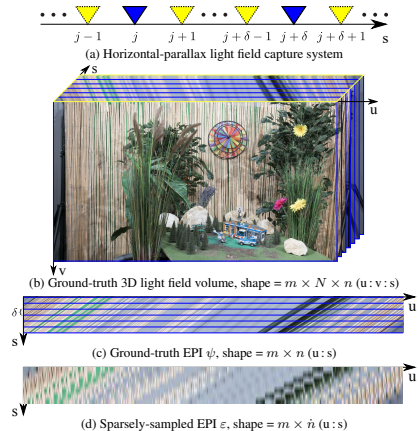 j − 1 j j + 1 j + δ − 1 j + δ j + δ + 1 s
(a) Horizontal-parallax light field capture system
s
u
v
(b) Ground-truth 3D light field volume, shape = m × N × n (u : v : s)
u
δ
s
(c) Ground-truth EPI ψ, shape = m × n (u : s)
u
s
(d) Sparsely-sampled EPI ε, shape = m × ṅ (u : s)